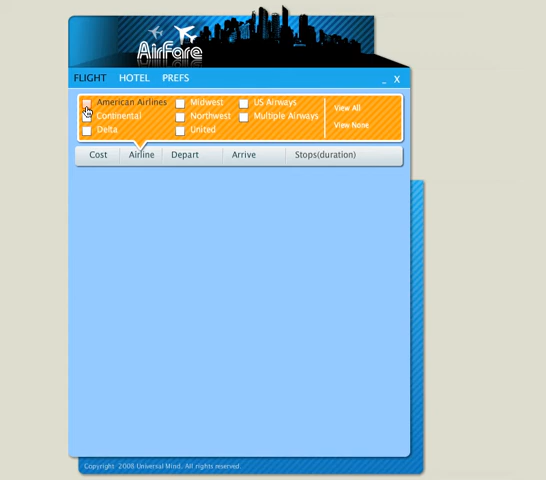 AirFare
FLIGHT HOTEL PREFS _ X
American Airlines Midwest US Airways View All
Continental Northwest Multiple Airways
Delta United View None
Cost Airline Depart Arrive Stops(duration)
Copyright 2008 Universal Mind. All rights reserved.